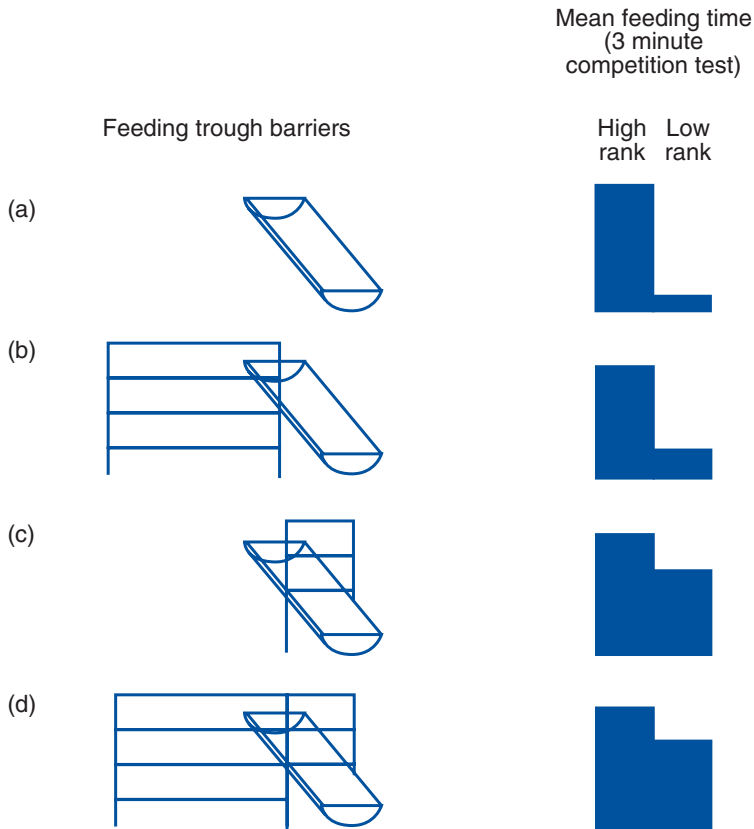 Mean feeding time
(3 minute
competition test)
Feeding trough barriers
High Low
rank rank
(a)
(b)
(c)
(d)